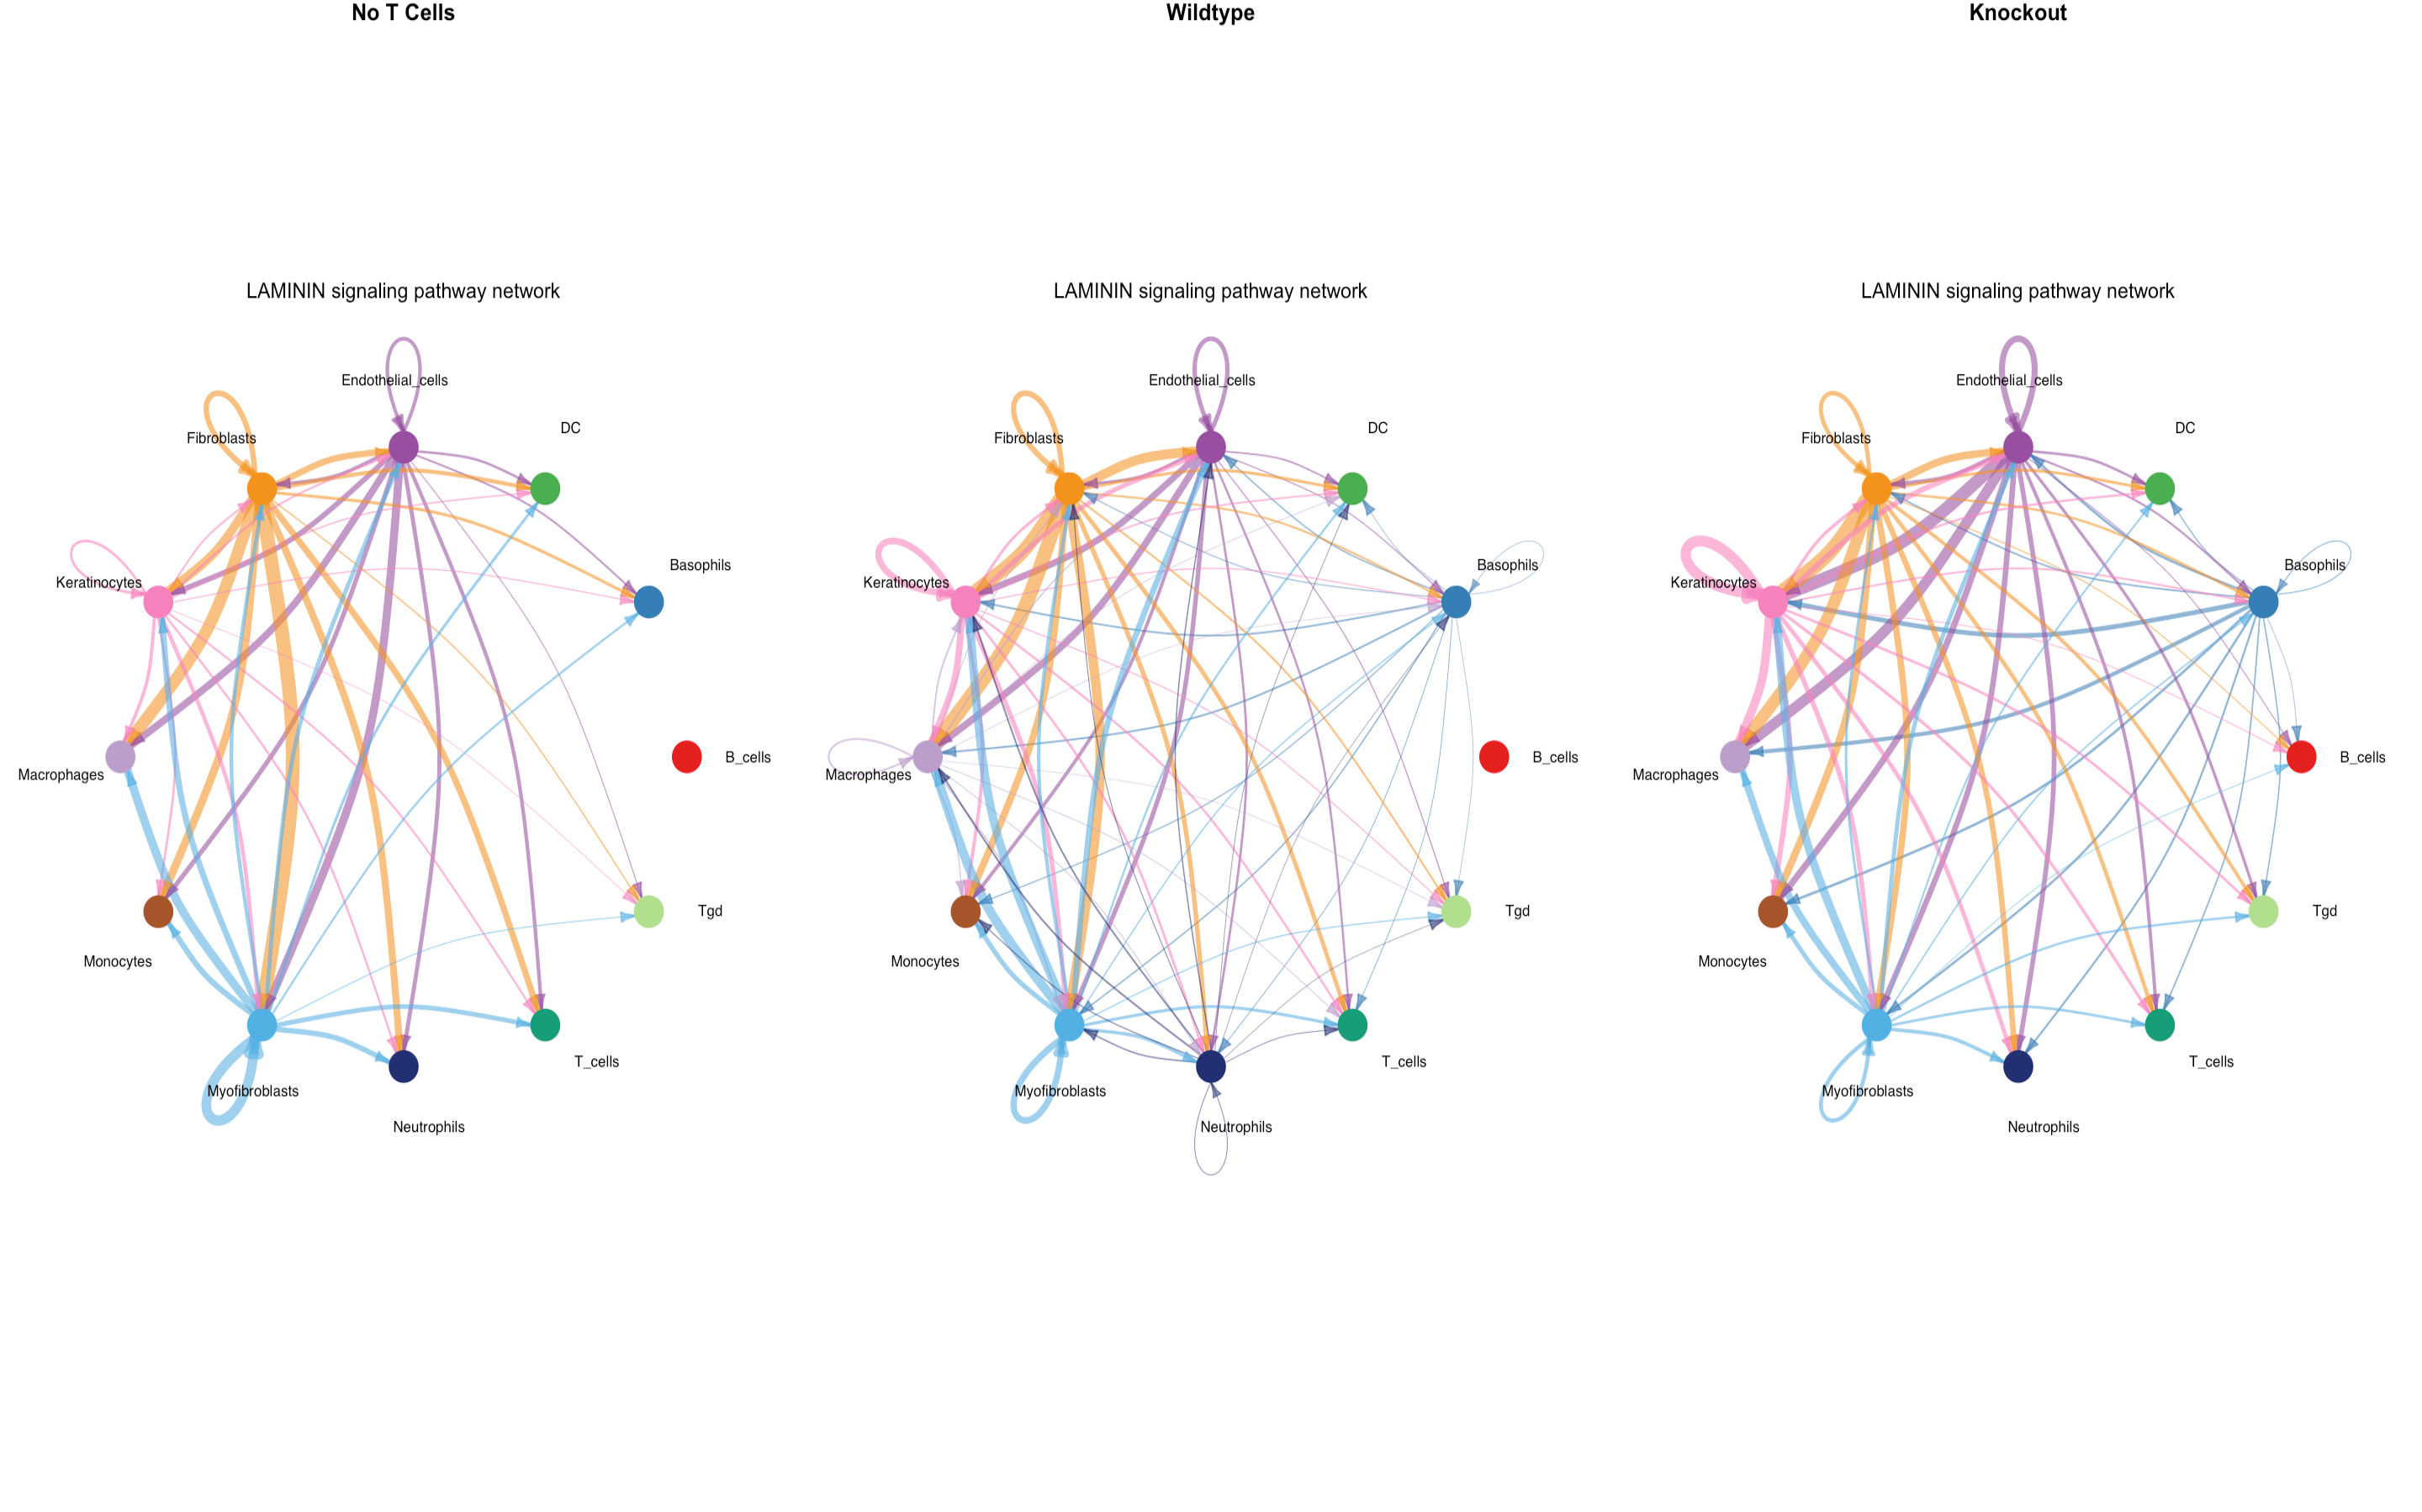 No T Cells
Wildtype
Knockout
LAMININ signaling pathway network
Endothelial_cells
DC
Fibroblasts
Basophils
Keratinocytes
B_cells
Macrophages
Tgd
Monocytes
T_cells
Myofibroblasts
Neutrophils
LAMININ signaling pathway network
Endothelial_cells
DC
Fibroblasts
Basophils
Keratinocytes
B_cells
Macrophages
Tgd
Monocytes
T_cells
Myofibroblasts
Neutrophils
LAMININ signaling pathway network
Endothelial_cells
DC
Fibroblasts
Basophils
Keratinocytes
B_cells
Macrophages
Tgd
Monocytes
T_cells
Myofibroblasts
Neutrophils